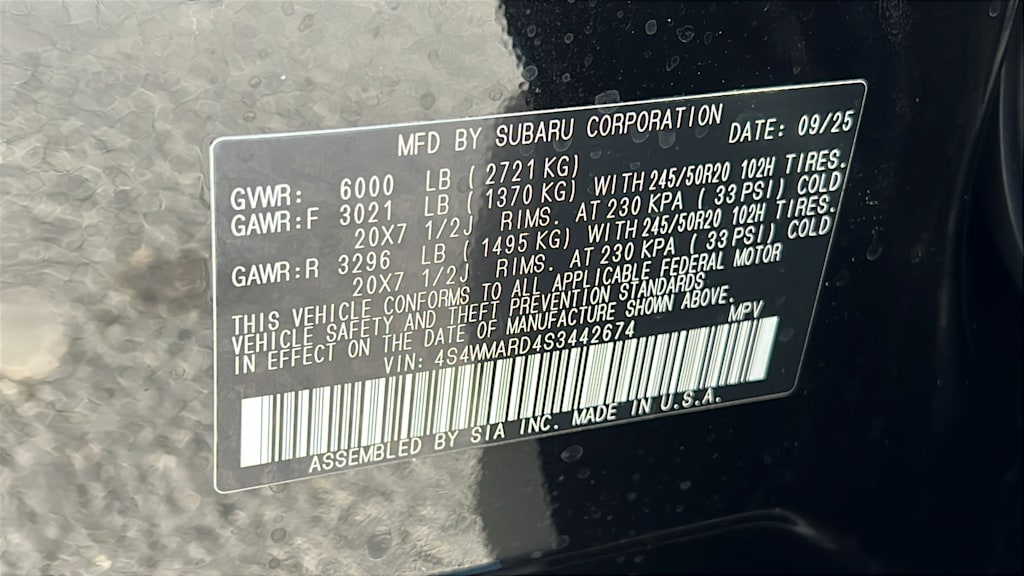 MFD BY SUBARU CORPORATION DATE: 09/25
GVWR: 6000 LB ( 2721 KG)
GAWR:F 3021 LB ( 1370 KG) WITH 245/50R20 102H TIRES.
20X7 1/2J RIMS. AT 230 KPA ( 33 PSI) COLD
GAWR:R 3296 LB ( 1495 KG) WITH 245/50R20 102H TIRES.
20X7 1/2J RIMS. AT 230 KPA ( 33 PSI) COLD
THIS VEHICLE CONFORMS TO ALL APPLICABLE FEDERAL MOTOR
VEHICLE SAFETY AND THEFT PREVENTION STANDARDS
IN EFFECT ON THE DATE OF MANUFACTURE SHOWN ABOVE.
VIN: 4S4WMARD4S3442674 MPV
ASSEMBLED BY SIA INC. MADE IN U.S.A.